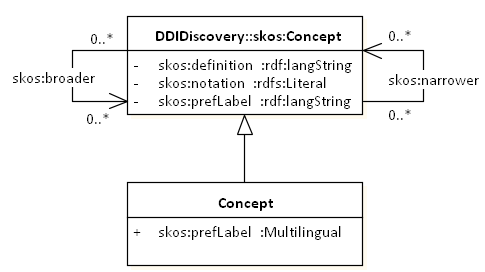 DDIDiscovery::skos:Concept
0..*
0..*
- skos:definition :rdf:langString
skos:broader
- skos:notation :rdfs:Literal
skos:narrower
- skos:prefLabel :rdf:langString
0..*
0..*
Concept
+ skos:prefLabel :Multilingual